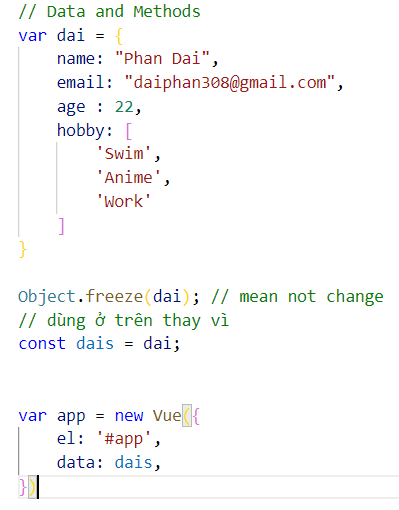 // Data and Methods
var dai = {
    name: "Phan Dai",
    email: "daiphan308@gmail.com",
    age : 22,
    hobby: [
        'Swim',
        'Anime',
        'Work'
    ]
}
Object.freeze(dai); // mean not change
// dùng ở trên thay vì
const dais = dai;
var app = new Vue({
    el: '#app',
    data: dais,
})